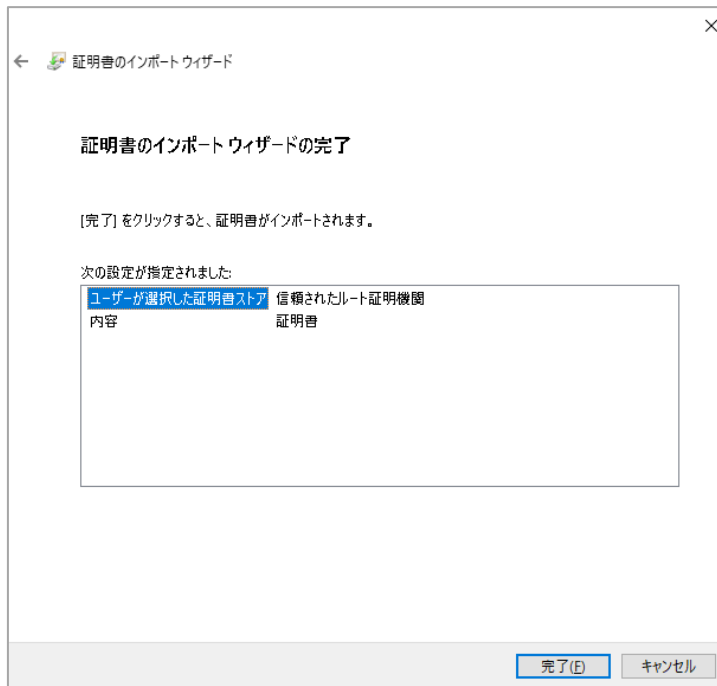 証明書のインポート ウィザード
証明書のインポート ウィザードの完了
[完了] をクリックすると、証明書がインポートされます。
次の設定が指定されました:
ユーザーが選択した証明書ストア 信頼されたルート証明機関
内容 証明書
完了(F) キャンセル